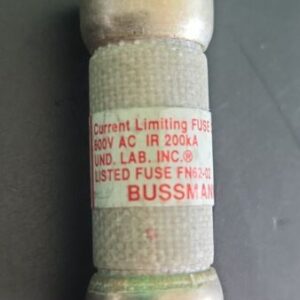 Current Limiting FUSE
600V AC IR 200kA
UND. LAB. INC.®
LISTED FUSE FN62-02
BUSSMAN